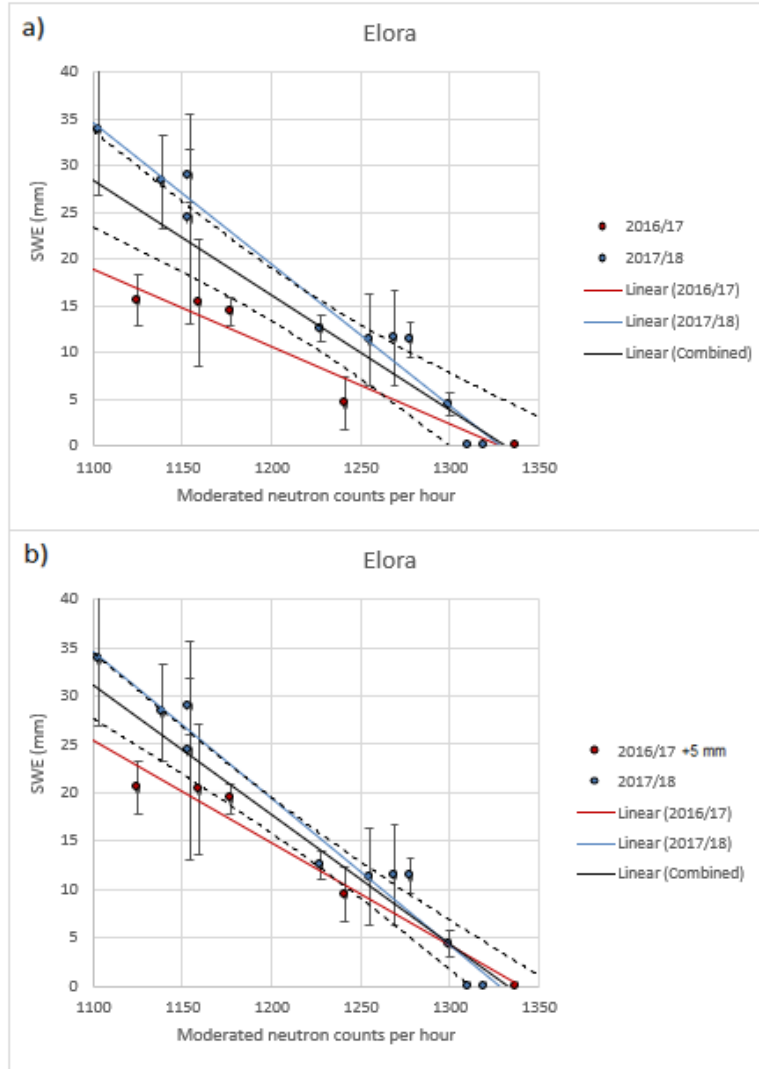 a)
Elora
40
35
30
25
20
15
10
5
0
SWE (mm)
1100 1150 1200 1250 1300 1350
Moderated neutron counts per hour
2016/17
2017/18
Linear (2016/17)
Linear (2017/18)
Linear (Combined)
b)
Elora
40
35
30
25
20
15
10
5
0
SWE (mm)
1100 1150 1200 1250 1300 1350
Moderated neutron counts per hour
2016/17 +5 mm
2017/18
Linear (2016/17)
Linear (2017/18)
Linear (Combined)